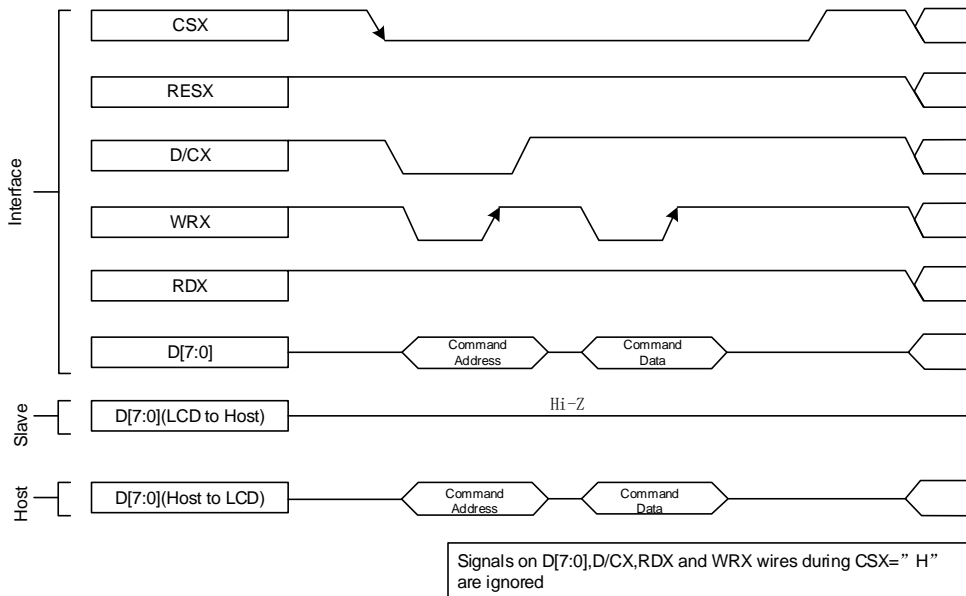 Interface
CSX
RESX
D/CX
WRX
RDX
D[7:0]
Command
Address
Command
Data
Slave
D[7:0](LCD to Host)
Hi-Z
Host
D[7:0](Host to LCD)
Command
Address
Command
Data
Signals on D[7:0],D/CX,RDX and WRX wires during CSX=” H”
are ignored